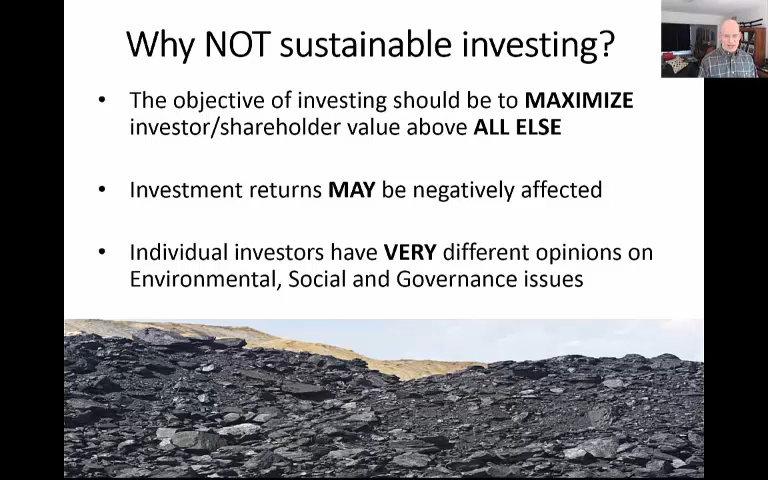 Why NOT sustainable investing?
• The objective of investing should be to MAXIMIZE
investor/shareholder value above ALL ELSE
• Investment returns MAY be negatively affected
• Individual investors have VERY different opinions on
Environmental, Social and Governance issues